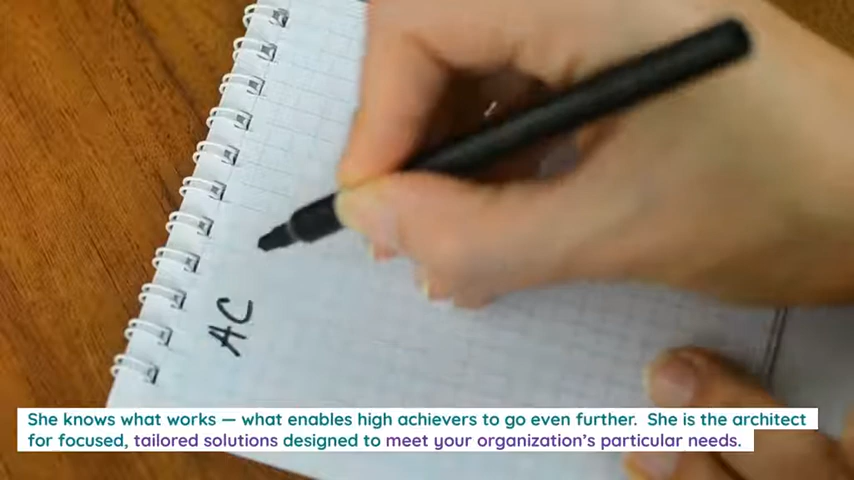 AC
She knows what works — what enables high achievers to go even further. She is the architect
for focused, tailored solutions designed to meet your organization's particular needs.